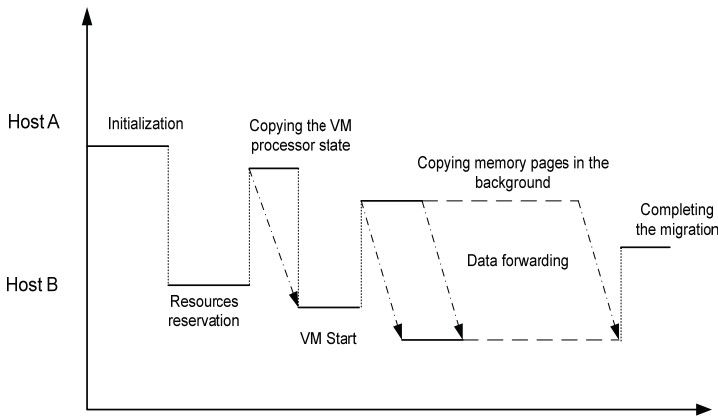 Host A
Initialization
Copying the VM
processor state
Copying memory pages in the
background
Completing
the migration
Data forwarding
Host B
Resources
reservation
VM Start